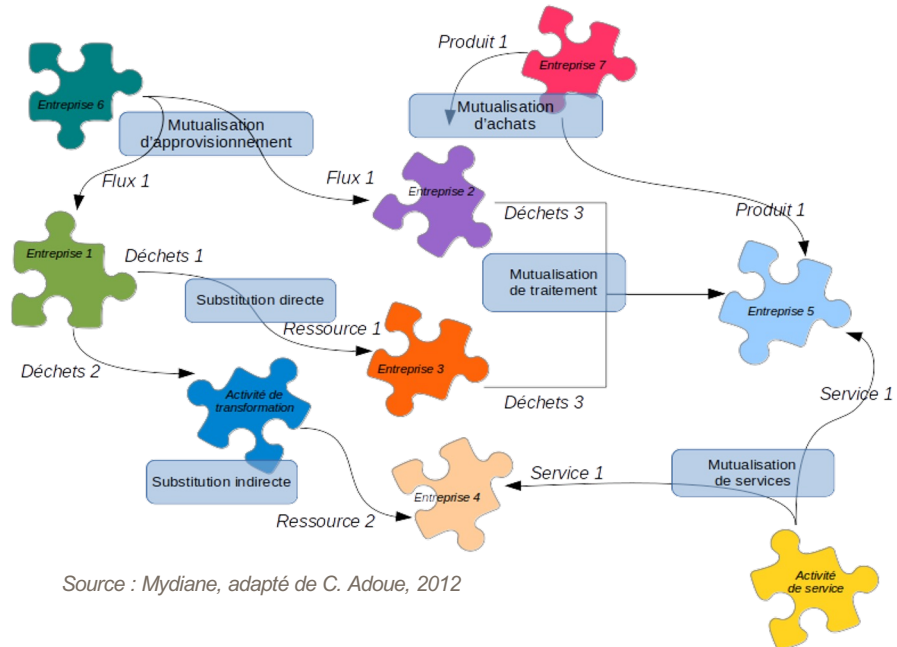 Produit 1
Entreprise 7
Entreprise 6
Mutualisation
d'achats
Mutualisation
d'approvisionnement
Flux 1
Flux 1
Entreprise 2
Déchets 3
Produit 1
Entreprise 1
Déchets 1
Mutualisation
de traitement
Substitution directe
Ressource 1
Entreprise 5
Entreprise 3
Déchets 2
Activité de
transformation
Déchets 3
Service 1
Substitution indirecte
Mutualisation
de services
Service 1
Entreprise 4
Ressource 2
Activité
de service
Source : Mydiane, adapté de C. Adoue, 2012